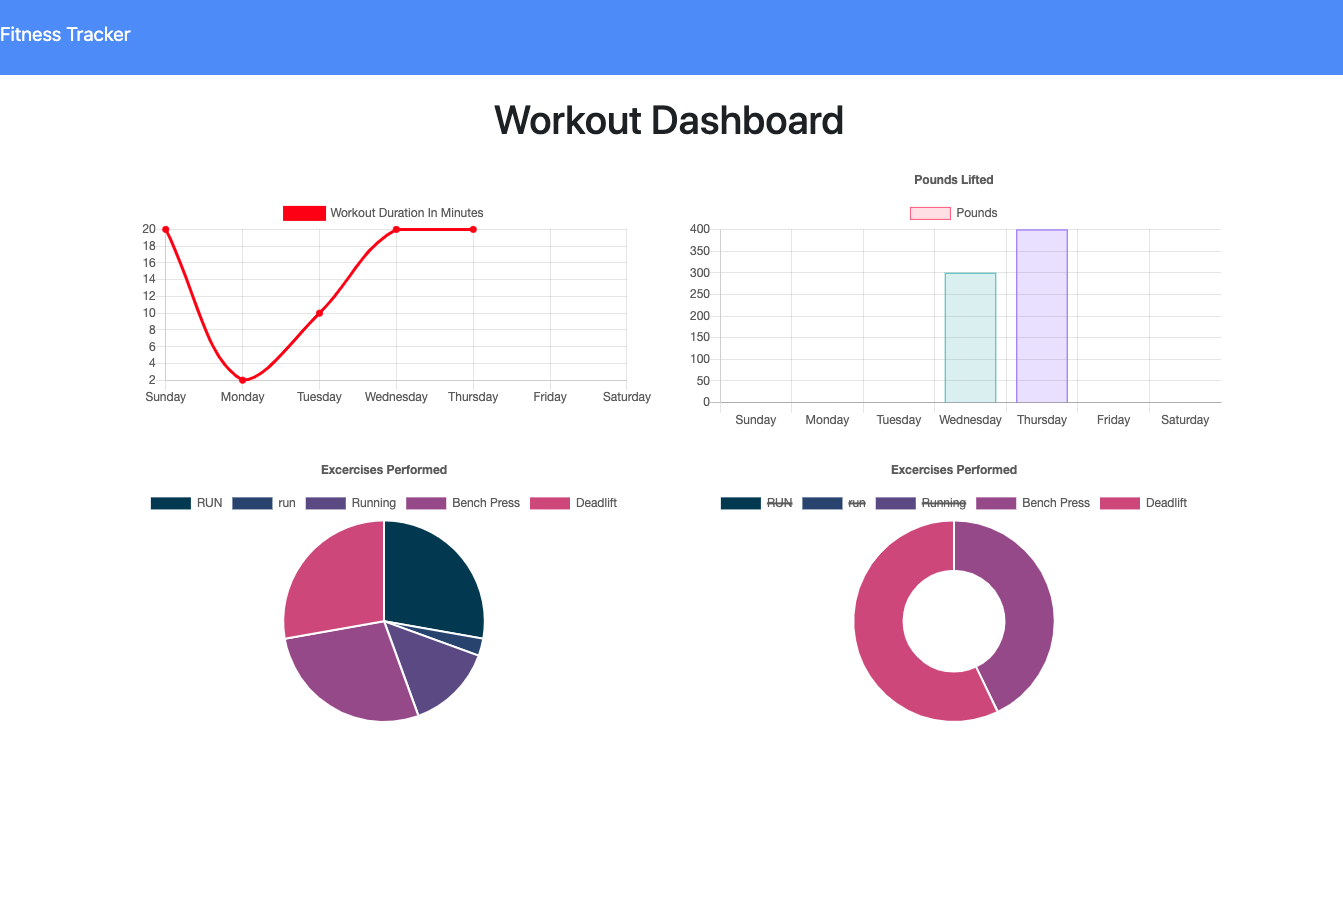 Fitness Tracker
Workout Dashboard
Workout Duration In Minutes
20
18
16
14
12
10
8
6
4
2
Sunday Monday Tuesday Wednesday Thursday Friday Saturday
Pounds Lifted
Pounds
400
350
300
250
200
150
100
50
0
Sunday Monday Tuesday Wednesday Thursday Friday Saturday
Excercises Performed
RUN run Running Bench Press Deadlift
Excercises Performed
RUN run Running Bench Press Deadlift